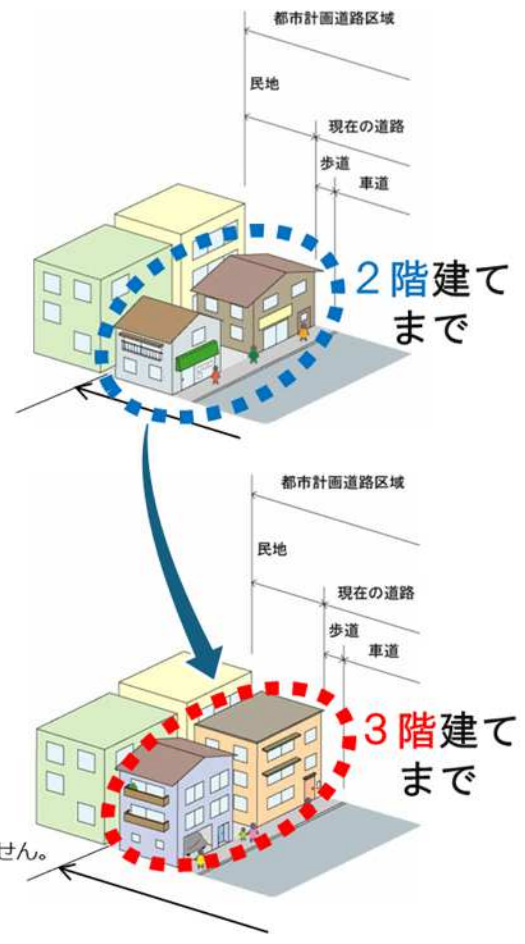 都市計画道路区域
民地
現在の道路
歩道
車道
2階建て
まで
都市計画道路区域
民地
現在の道路
歩道
車道
3階建て
まで
せん。